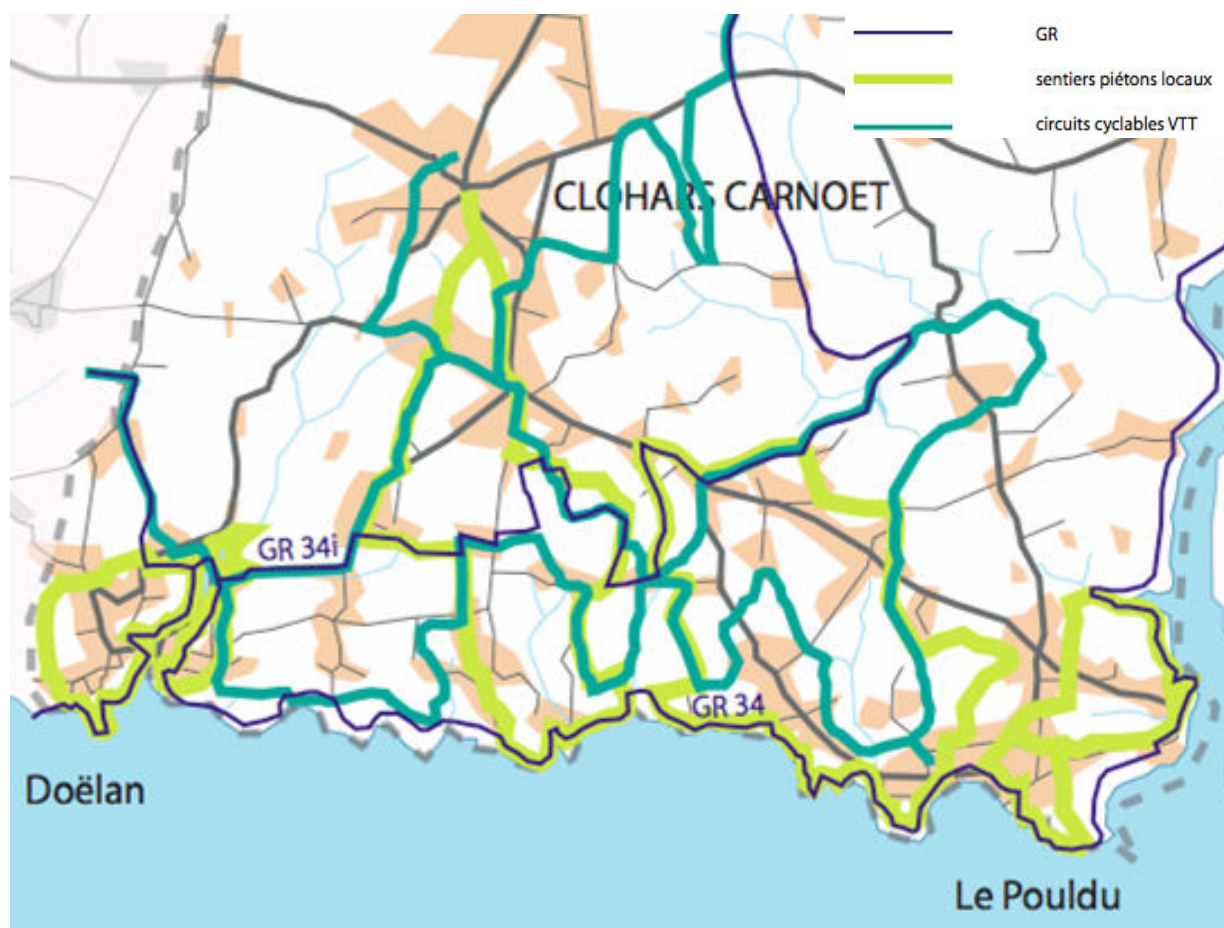 GR
sentiers piétons locaux
circuits cyclables VTT
CLOHARS CARNOET
GR 34i
GR 34
Doëlan
Le Pouldu